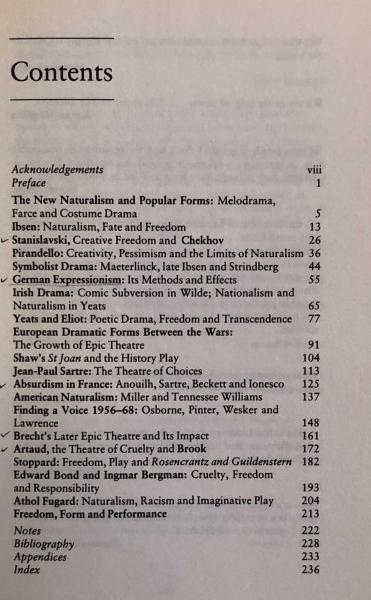 Contents
Acknowledgements viii
Preface 1
The New Naturalism and Popular Forms: Melodrama,
Farce and Costume Drama 5
Ibsen: Naturalism, Fate and Freedom 13
Stanislavski, Creative Freedom and Chekhov 26
Pirandello: Creativity, Pessimism and the Limits of Naturalism 36
Symbolist Drama: Maeterlinck, late Ibsen and Strindberg 44
German Expressionism: Its Methods and Effects 55
Irish Drama: Comic Subversion in Wilde; Nationalism and
Naturalism in Yeats 65
Yeats and Eliot: Poetic Drama, Freedom and Transcendence 77
European Dramatic Forms Between the Wars:
The Growth of Epic Theatre 91
Shaw's St Joan and the History Play 104
Jean-Paul Sartre: The Theatre of Choices 113
Absurdism in France: Anouilh, Sartre, Beckett and Ionesco 125
American Naturalism: Miller and Tennessee Williams 137
Finding a Voice 1956–68: Osborne, Pinter, Wesker and
Lawrence 148
Brecht's Later Epic Theatre and Its Impact 161
Artaud, the Theatre of Cruelty and Brook 172
Stoppard: Freedom, Play and Rosencrantz and Guildenstern 182
Edward Bond and Ingmar Bergman: Cruelty, Freedom
and Responsibility 193
Athol Fugard: Naturalism, Racism and Imaginative Play 204
Freedom, Form and Performance 213
Notes 222
Bibliography 228
Appendices 233
Index 236